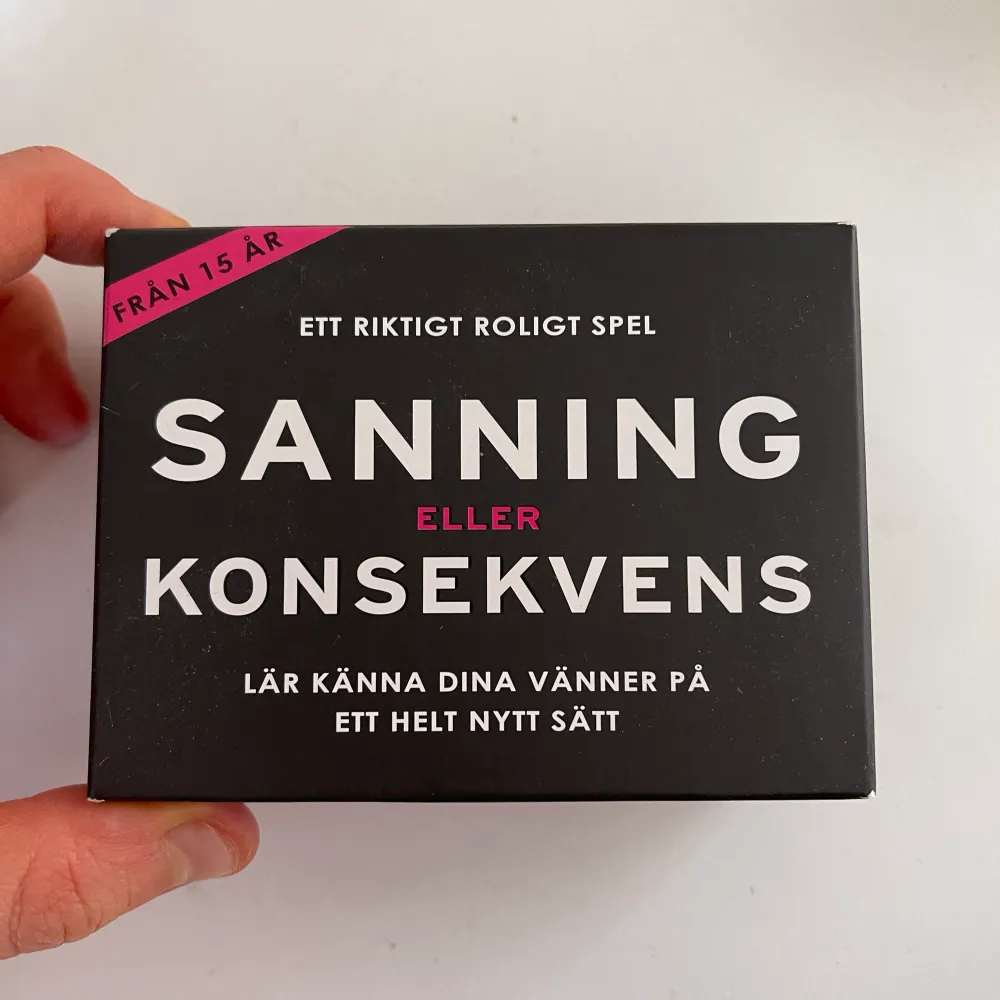 FRÅN 15 ÅR
ETT RIKTIGT ROLIGT SPEL
SANNING
ELLER
KONSEKVENS
LÄR KÄNNA DINA VÄNNER PÅ
ETT HELT NYTT SÄTT